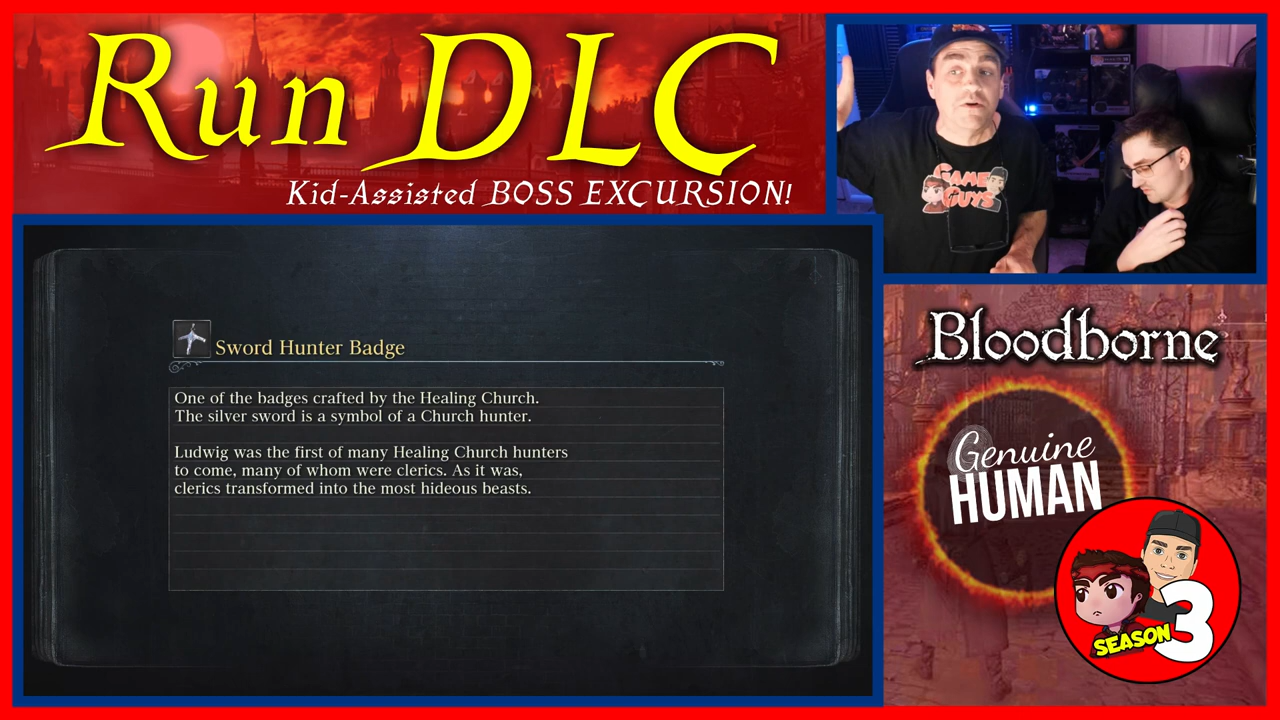 Run DLC
Kid-Assisted BOSS EXCURSION!
GAME
GUYS
Sword Hunter Badge
One of the badges crafted by the Healing Church.
The silver sword is a symbol of a Church hunter.
Ludwig was the first of many Healing Church hunters
to come, many of whom were clerics. As it was,
clerics transformed into the most hideous beasts.
Bloodborne
Genuine
HUMAN
SEASON 3